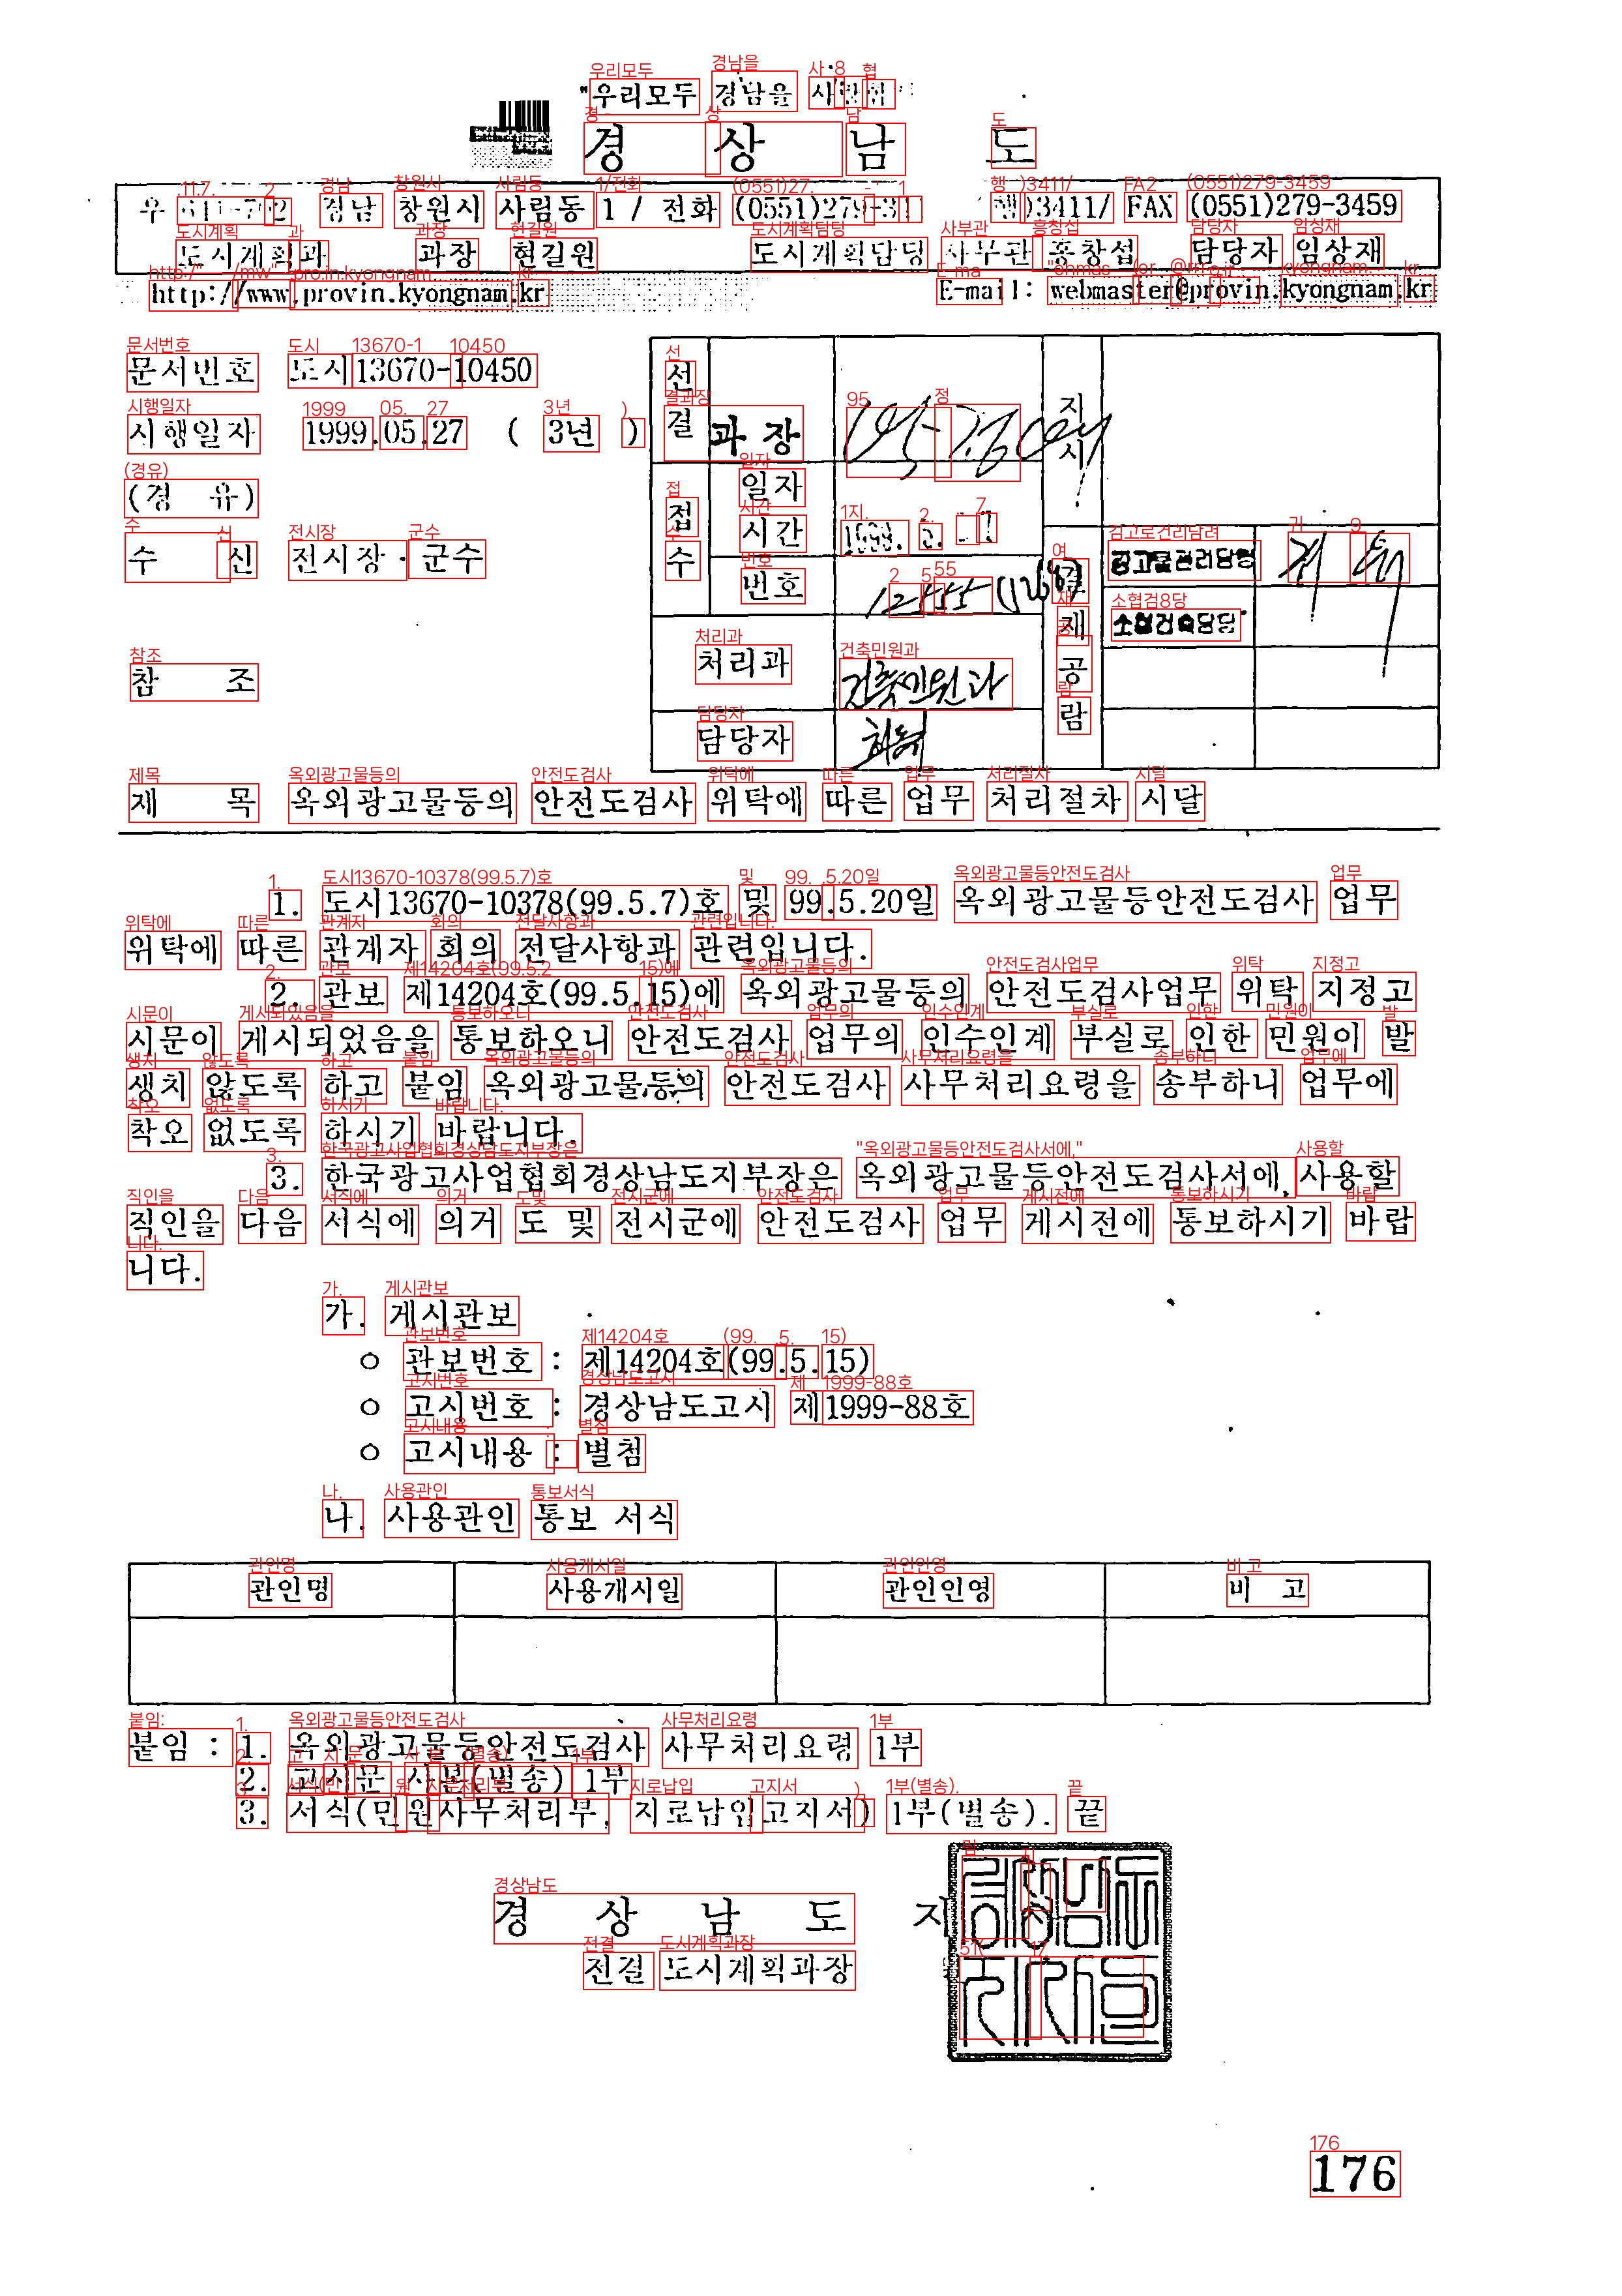 "우리모두 경남을
경 상 남 도
경남 창원시 사림동 1 / 전화 (0551)279- FAX (0551)279-3459
도시계획과 과장 현길원 도시계획담당 사무관 홍창섭 담당자 임상재
http://www.provin.kyongnam.kr E-mail: webmaster@provin.kyongnam.kr
문서번호 도시13670-10450
시행일자 1999.05.27 ( 3년 )
(경 유)
수 신 전시장·군수
참 조
선결 과장 지시
접수 일자 시간 1999.
번호
처리과 건축민원과
담당자
결재 공람
광고물관리담당
제 목 옥외광고물등의 안전도검사 위탁에 따른 업무 처리절차 시달
1. 도시13670-10378(99.5.7)호 및 99.5.20일 옥외광고물등안전도검사 업무
위탁에 따른 관계자 회의 전달사항과 관련입니다.
2. 관보 제14204호(99.5.15)에 옥외광고물등의 안전도검사업무 위탁 지정고
시문이 게시되었음을 통보하오니 안전도검사 업무의 인수인계 부실로 인한 민원이 발
생치 않도록 하고 붙임 옥외광고물등의 안전도검사 사무처리요령을 송부하니 업무에
착오 없도록 하시기 바랍니다.
3. 한국광고사업협회경상남도지부장은 옥외광고물등안전도검사서에, 사용할
직인을 다음 서식에 의거 도 및 전시군에 안전도검사 업무 게시전에 통보하시기 바랍
니다.
가. 게시관보
○ 관보번호 : 제14204호(99.5.15)
○ 고시번호 : 경상남도고시 제1999-88호
○ 고시내용 : 별첨
나. 사용관인 통보 서식
관인명 사용개시일 관인인영 비 고
붙임 : 1. 옥외광고물등안전도검사 사무처리요령 1부
2. 고시문 사본(별송) 1부
3. 서식(민원사무처리부, 지로납입고지서) 1부(별송). 끝
경 상 남 도 지
전결 도시계획과장
176